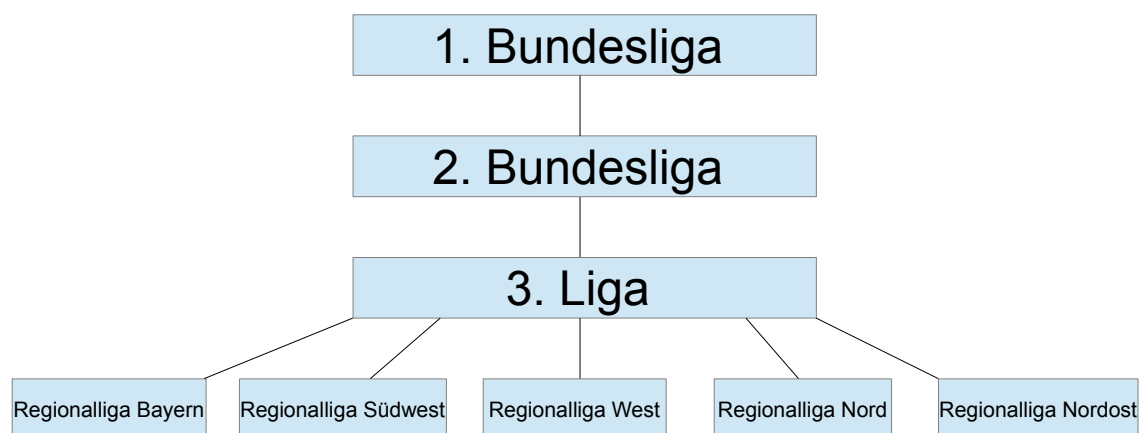 1. Bundesliga
2. Bundesliga
3. Liga
Regionalliga Bayern
Regionalliga Südwest
Regionalliga West
Regionalliga Nord
Regionalliga Nordost